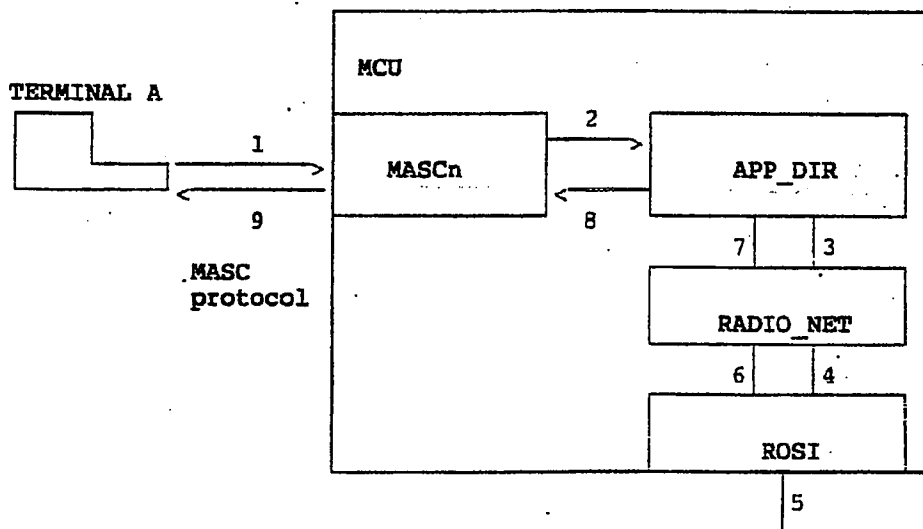 MCU
TERMINAL A
1
2
MASCn
APP_DIR
9
8
7 3
MASC
protocol
RADIO_NET
6 4
ROSI
5